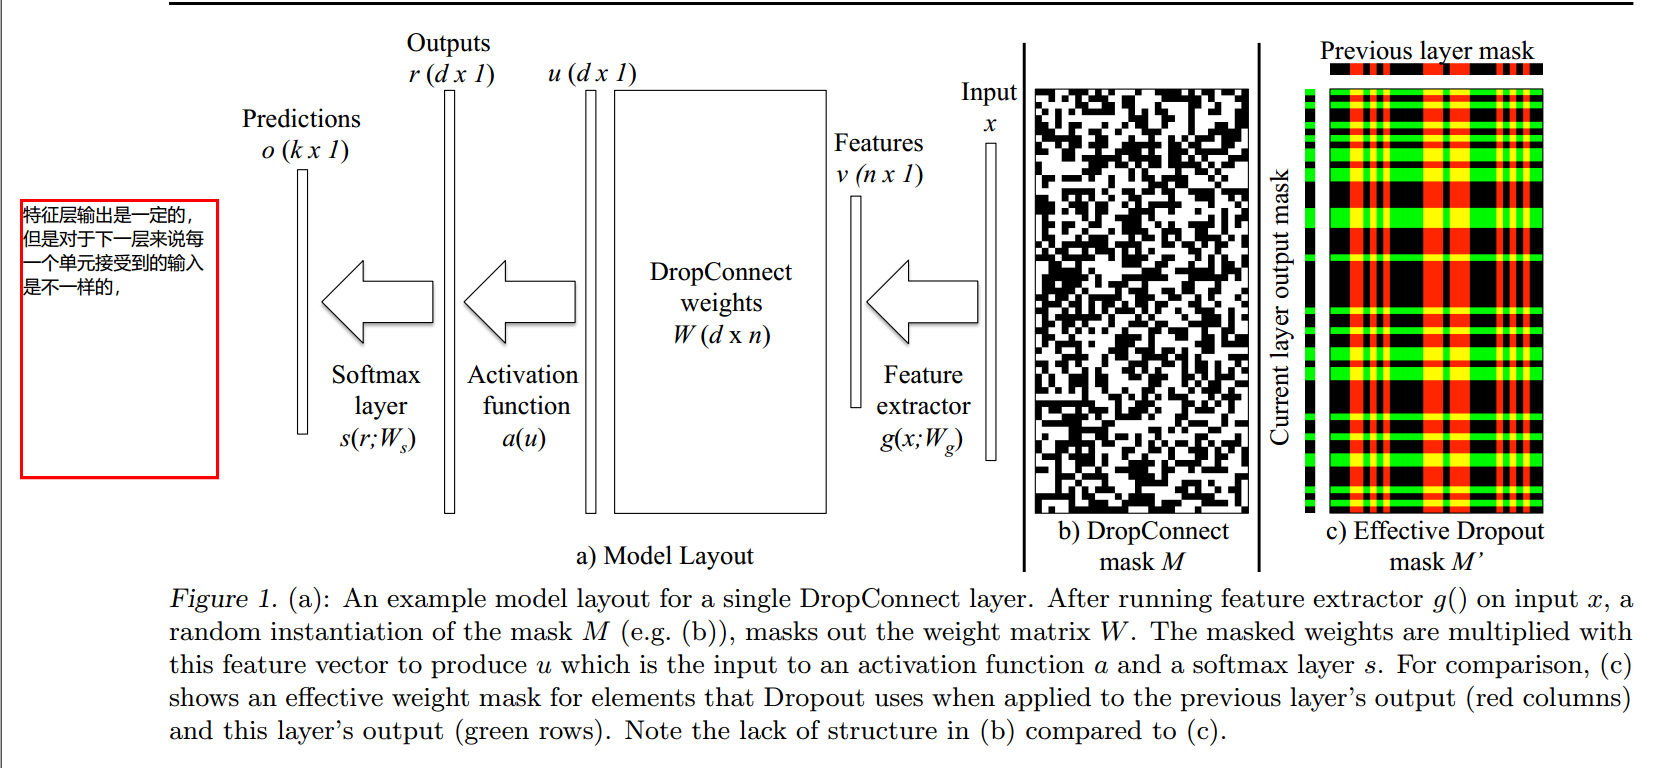 Outputs
r (d x 1)
u (d x 1)
Predictions
o (k x 1)
特征层输出是一定的，
但是对于下一层来说每
一个单元接受到的输入
是不一样的，
DropConnect
weights
W (d x n)
Features
v (n x 1)
Input
x
Softmax
layer
s(r;Ws)
Activation
function
a(u)
Feature
extractor
g(x;Wg)
a) Model Layout
b) DropConnect
mask M
Previous layer mask
Current layer output mask
c) Effective Dropout
mask M’
Figure 1. (a): An example model layout for a single DropConnect layer. After running feature extractor g() on input x, a
random instantiation of the mask M (e.g. (b)), masks out the weight matrix W. The masked weights are multiplied with
this feature vector to produce u which is the input to an activation function a and a softmax layer s. For comparison, (c)
shows an effective weight mask for elements that Dropout uses when applied to the previous layer’s output (red columns)
and this layer’s output (green rows). Note the lack of structure in (b) compared to (c).